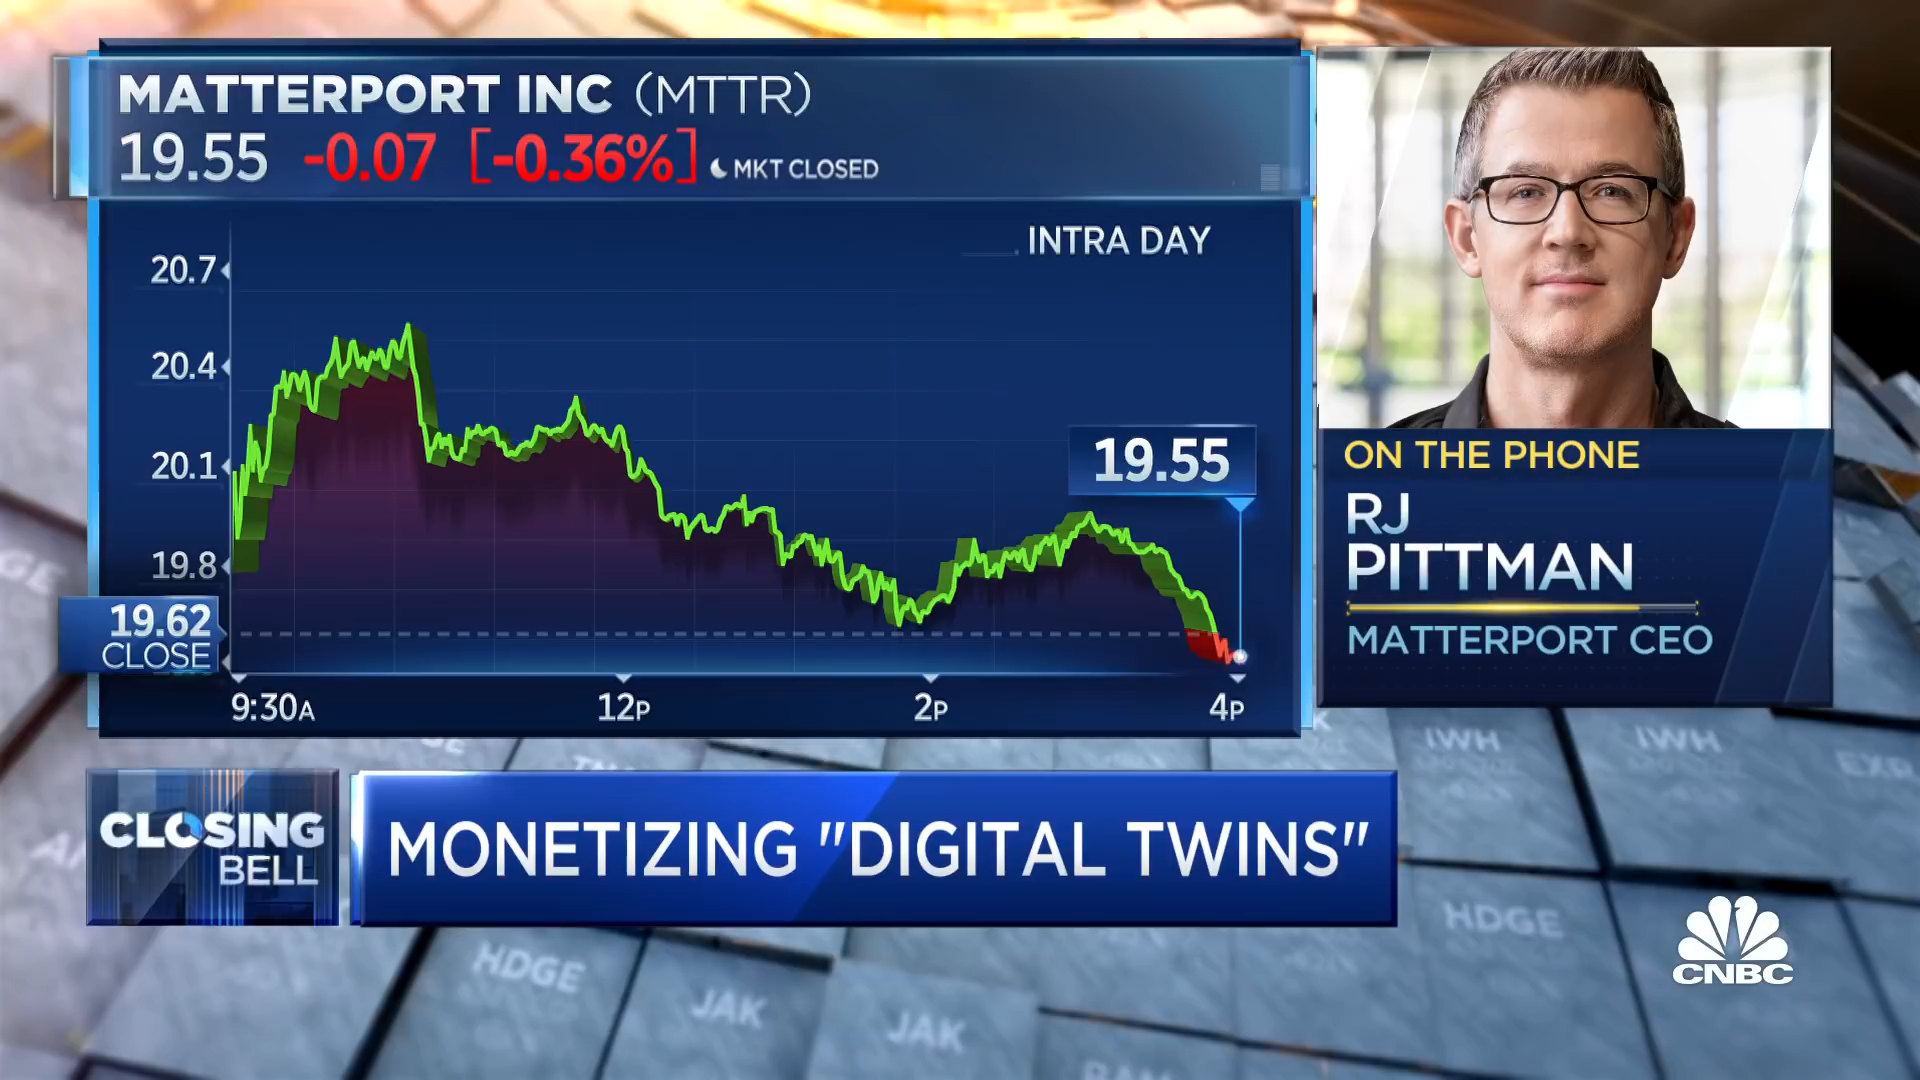 MATTERPORT INC (MTTR)
19.55 -0.07 [-0.36%] MKT CLOSED
INTRA DAY
20.7
20.4
20.1
19.8
19.55
19.62
CLOSE
9:30A 12P 2P 4P
ON THE PHONE
RJ
PITTMAN
MATTERPORT CEO
CLOSING
BELL
MONETIZING "DIGITAL TWINS"
CNBC
IWH
IWH
EXR
HDGE
HDGE
JAK
JAK